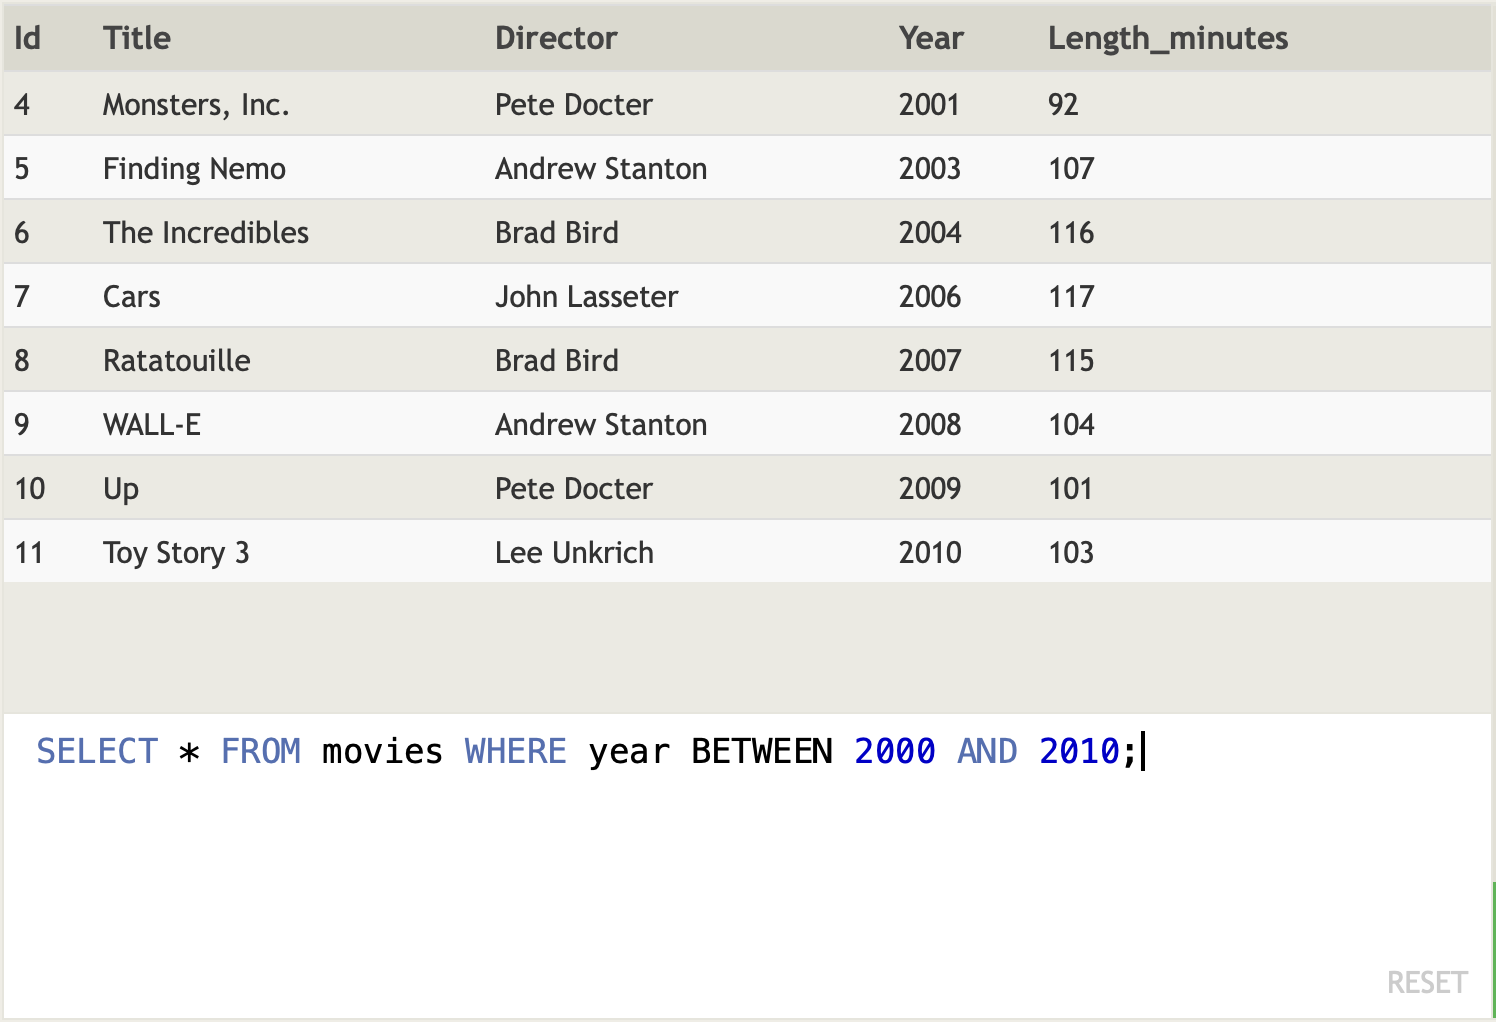 Id Title Director Year Length_minutes
4 Monsters, Inc. Pete Docter 2001 92
5 Finding Nemo Andrew Stanton 2003 107
6 The Incredibles Brad Bird 2004 116
7 Cars John Lasseter 2006 117
8 Ratatouille Brad Bird 2007 115
9 WALL-E Andrew Stanton 2008 104
10 Up Pete Docter 2009 101
11 Toy Story 3 Lee Unkrich 2010 103
SELECT * FROM movies WHERE year BETWEEN 2000 AND 2010;
RESET